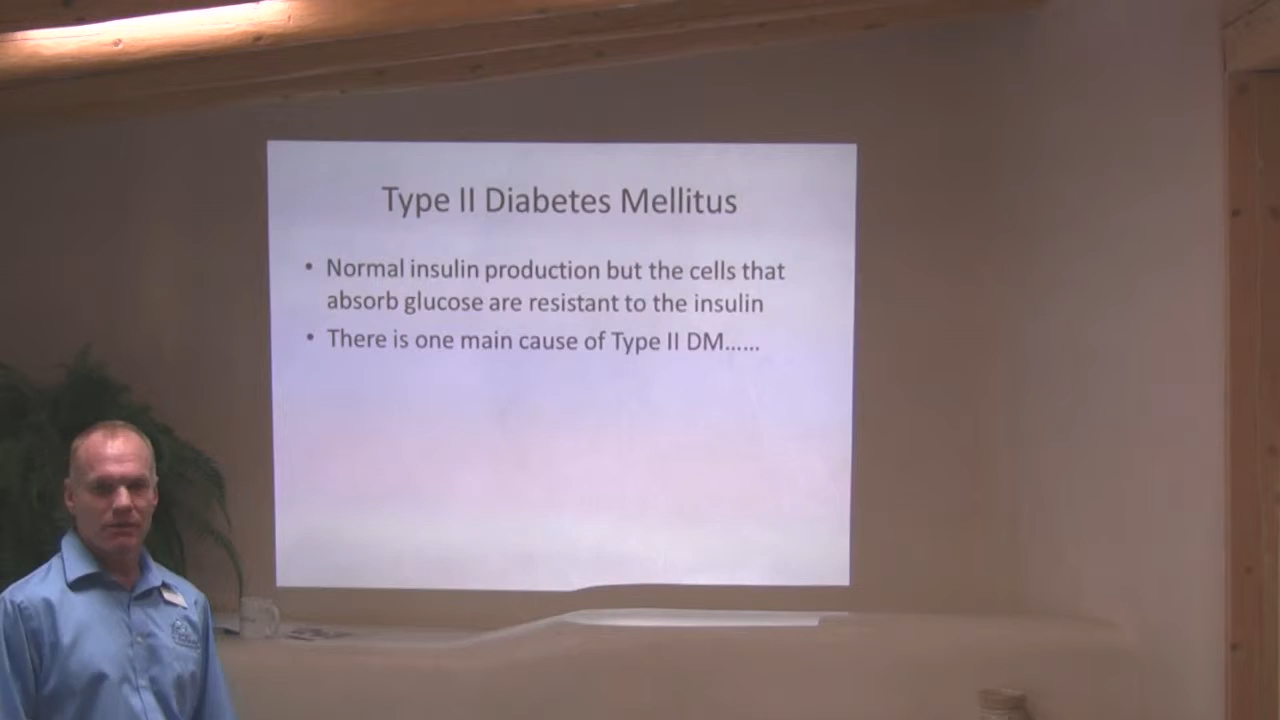 Type II Diabetes Mellitus
• Normal insulin production but the cells that
absorb glucose are resistant to the insulin
• There is one main cause of Type II DM......